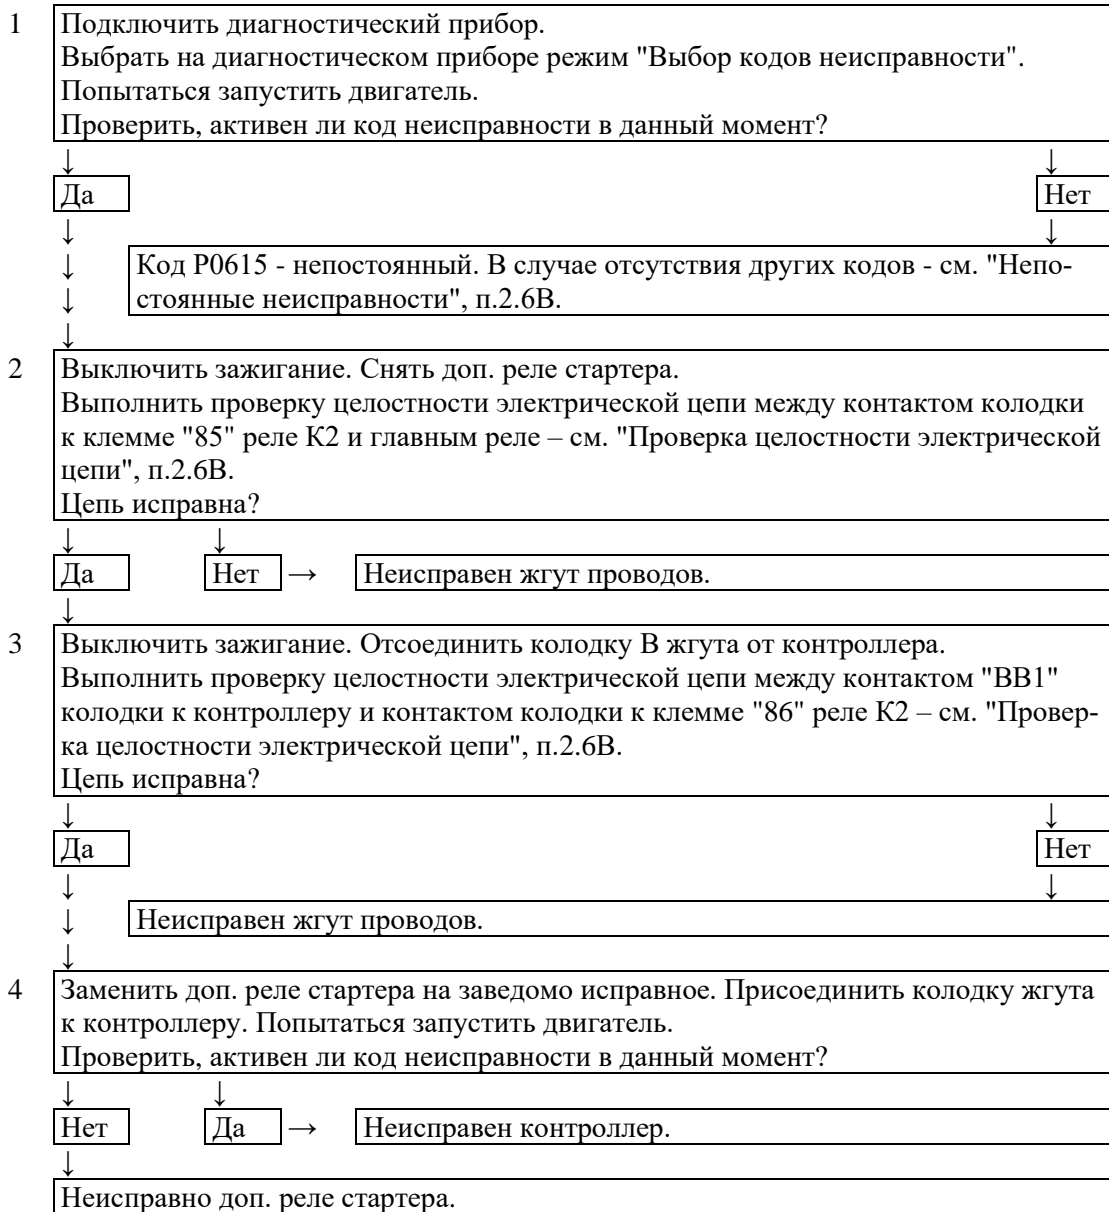 1 Подключить диагностический прибор.
Выбрать на диагностическом приборе режим "Выбор кодов неисправности".
Попытаться запустить двигатель.
Проверить, активен ли код неисправности в данный момент?
↓ ↓
Да Нет
↓ ↓
↓ Код Р0615 - непостоянный. В случае отсутствия других кодов - см. "Непо-
↓ стоянные неисправности", п.2.6В.
↓
2 Выключить зажигание. Снять доп. реле стартера.
Выполнить проверку целостности электрической цепи между контактом колодки
к клемме "85" реле К2 и главным реле – см. "Проверка целостности электрической
цепи", п.2.6В.
Цепь исправна?
↓ ↓
Да Нет → Неисправен жгут проводов.
↓
3 Выключить зажигание. Отсоединить колодку В жгута от контроллера.
Выполнить проверку целостности электрической цепи между контактом "ВВ1"
колодки к контроллеру и контактом колодки к клемме "86" реле К2 – см. "Провер-
ка целостности электрической цепи", п.2.6В.
Цепь исправна?
↓ ↓
Да Нет
↓ ↓
↓ Неисправен жгут проводов.
↓
4 Заменить доп. реле стартера на заведомо исправное. Присоединить колодку жгута
к контроллеру. Попытаться запустить двигатель.
Проверить, активен ли код неисправности в данный момент?
↓ ↓
Нет Да → Неисправен контроллер.
↓
Неисправно доп. реле стартера.